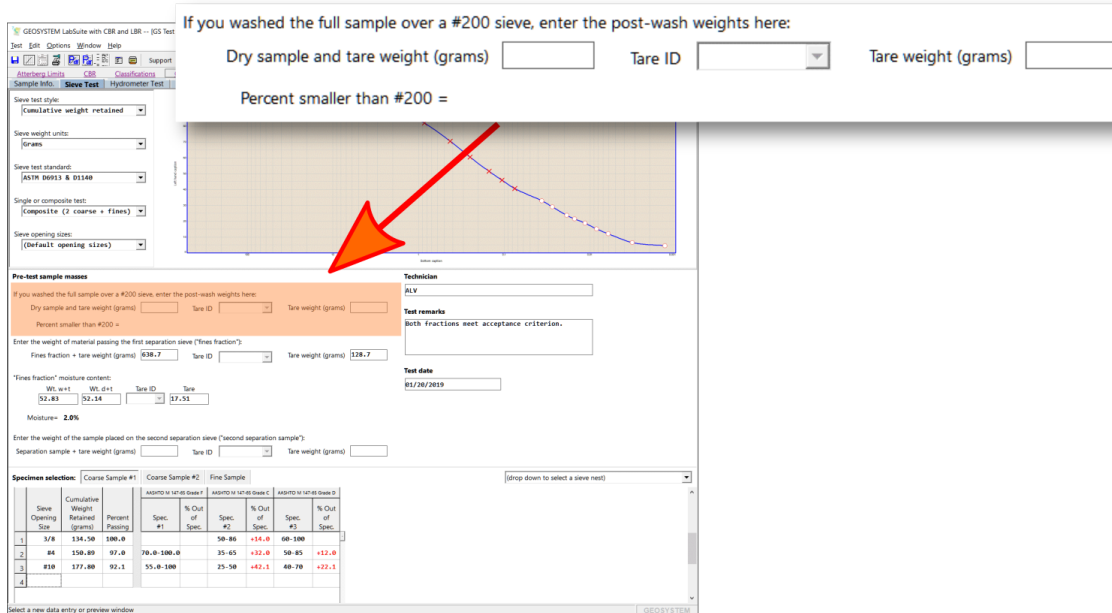 If you washed the full sample over a #200 sieve, enter the post-wash weights here:
Dry sample and tare weight (grams) Tare ID Tare weight (grams)
Percent smaller than #200 =
GEOSYSTEM LabSuite with CBR and LBR -- [GS Test
Test Edit Options Window Help
Support
Atterberg Limits CBR Classifications
Sample Info. Sieve Test Hydrometer Test
Sieve test style:
Cumulative weight retained
Sieve weight units:
Grams
Sieve test standard:
ASTM D6913 & D1140
Single or composite test:
Composite (2 coarse + fines)
Sieve opening sizes:
(Default opening sizes)
Pre-test sample masses
If you washed the full sample over a #200 sieve, enter the post-wash weights here:
Dry sample and tare weight (grams) Tare ID Tare weight (grams)
Percent smaller than #200 =
Enter the weight of material passing the first separation sieve ("fines fraction"):
Fines fraction + tare weight (grams) 638.7 Tare ID Tare weight (grams) 128.7
"Fines fraction" moisture content:
Wt. w+t Wt. d+t Tare ID Tare
52.83 52.14 17.51
Moisture= 2.0%
Enter the weight of the sample placed on the second separation sieve ("second separation sample"):
Separation sample + tare weight (grams) Tare ID Tare weight (grams)
Technician
ALV
Test remarks
Both fractions meet acceptance criterion.
Test date
01/20/2019
Specimen selection: Coarse Sample #1 Coarse Sample #2 Fine Sample (drop down to select a sieve nest)
AASHTO M 147-65 Grade F AASHTO M 147-65 Grade C AASHTO M 147-65 Grade D
Sieve Opening Size Cumulative Weight Retained (grams) Percent Passing Spec. #1 % Out of Spec. Spec. #2 % Out of Spec. Spec. #3 % Out of Spec.
1 3/8 134.50 100.0 50-86 +14.0 60-100
2 #4 150.89 97.0 70.0-100.0 35-65 +32.0 50-85 +12.0
3 #10 177.80 92.1 55.0-100 25-50 +42.1 40-70 +22.1
4
Select a new data entry or preview window GEOSYSTEM